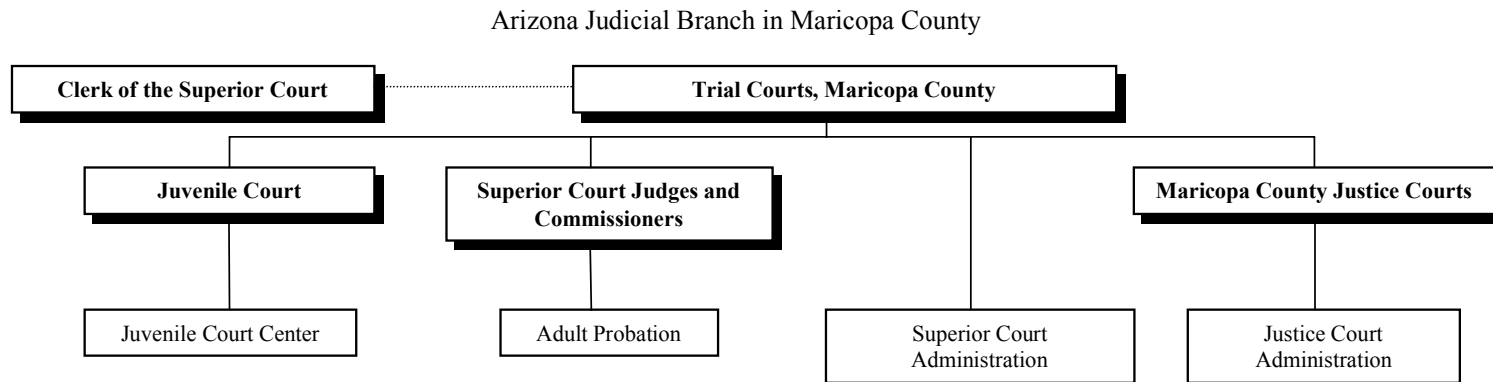 Arizona Judicial Branch in Maricopa County
Clerk of the Superior Court
Trial Courts, Maricopa County
Juvenile Court
Superior Court Judges and
Commissioners
Maricopa County Justice Courts
Juvenile Court Center
Adult Probation
Superior Court
Administration
Justice Court
Administration